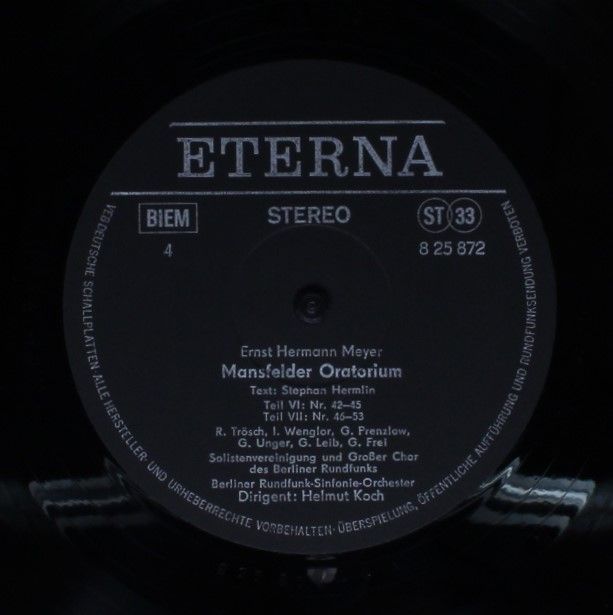 ETERNA
BIEM
STEREO
ST 33
4
8 25 872
Ernst Hermann Meyer
Mansfelder Oratorium
Text: Stephan Hermlin
Teil VI: Nr. 42–45
Teil VII: Nr. 46–53
R. Trösch, I. Wenglor, G. Prenzlow,
G. Unger, G. Leib, G. Frei
Solistenvereinigung und Großer Chor
des Berliner Rundfunks
Berliner Rundfunk-Sinfonie-Orchester
Dirigent: Helmut Koch
VEB DEUTSCHE SCHALLPLATTEN · ALLE HERSTELLER- UND URHEBERRECHTE VORBEHALTEN · ÜBERSPIELUNG, ÖFFENTLICHE AUFFÜHRUNG UND RUNDFUNKSENDUNG VERBOTEN